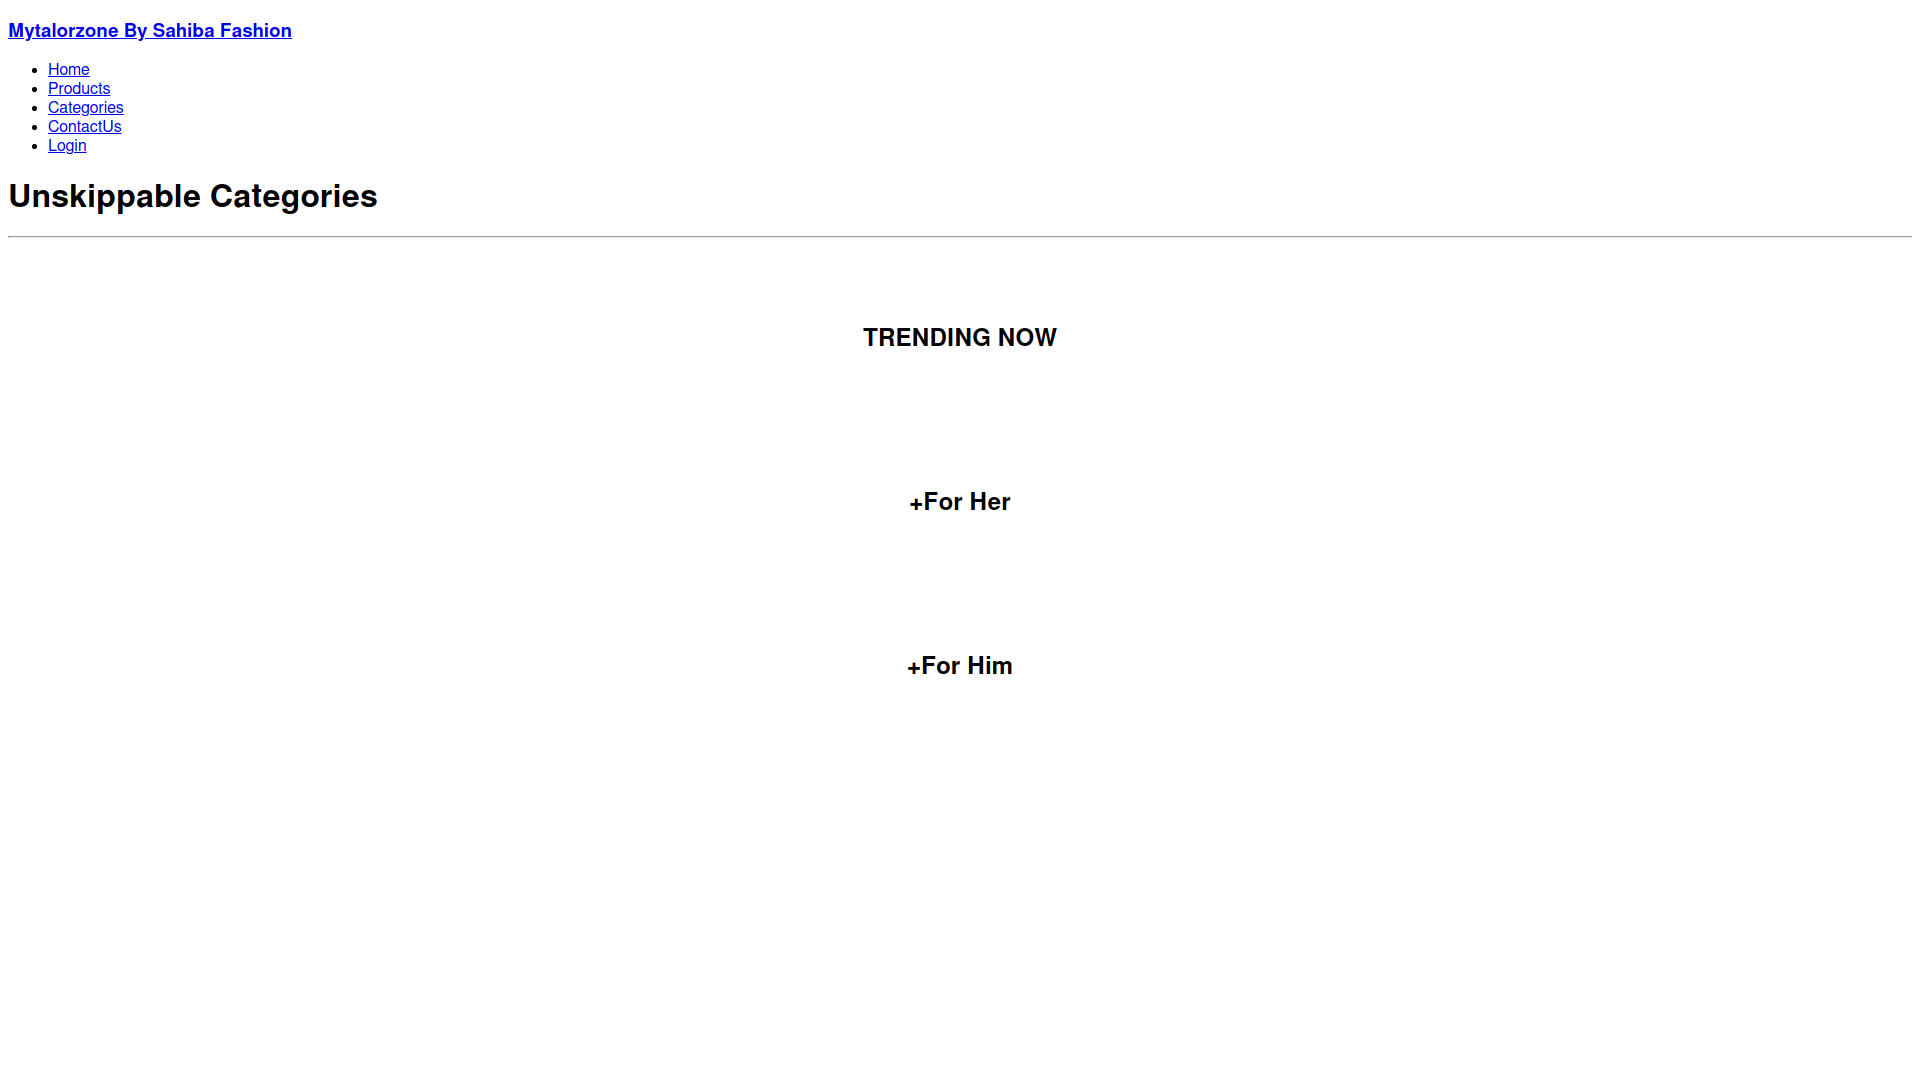 Mytalorzone By Sahiba Fashion
Home
Products
Categories
ContactUs
Login
Unskippable Categories
TRENDING NOW
+For Her
+For Him